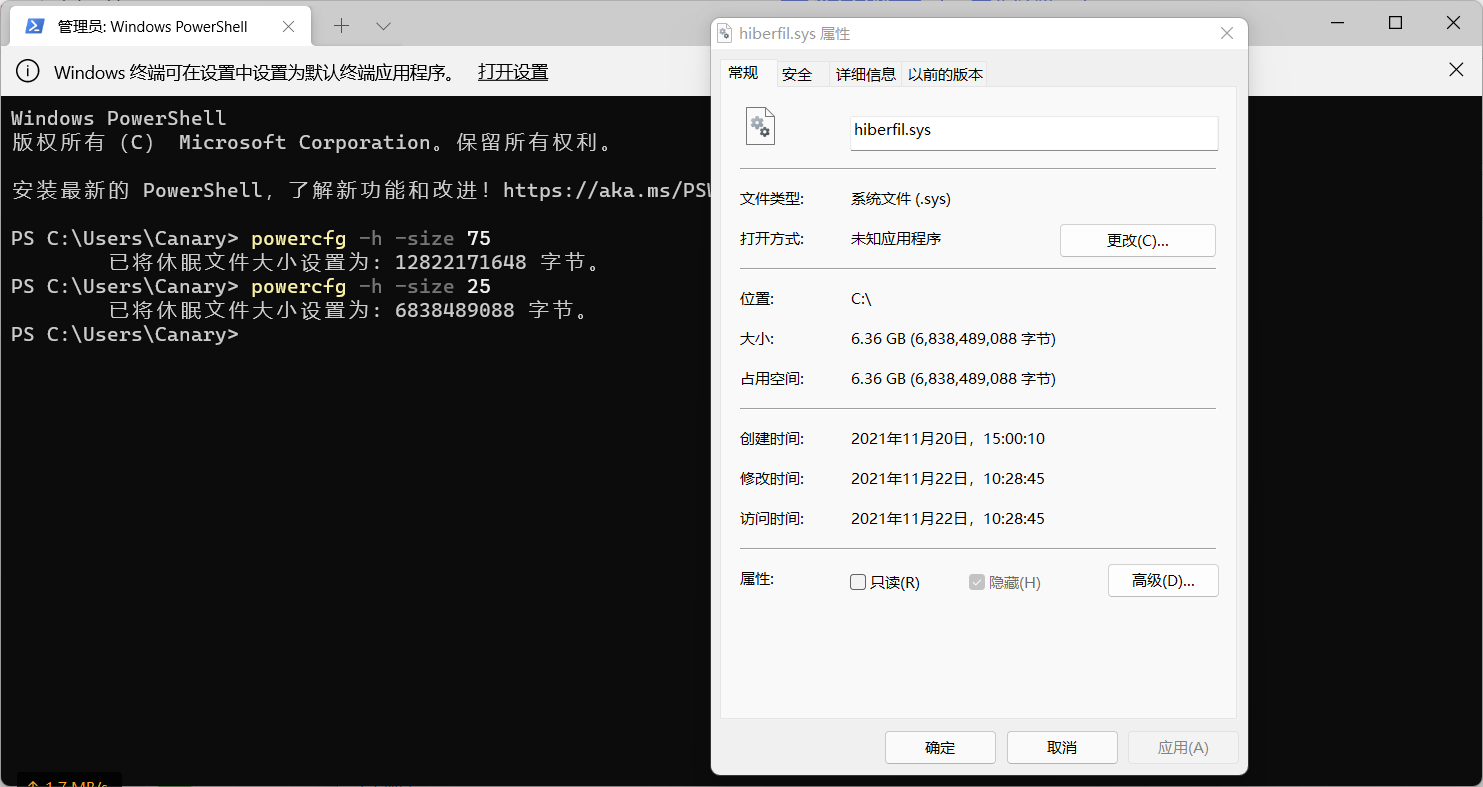 管理员: Windows PowerShell
Windows 终端可在设置中设置为默认终端应用程序。 打开设置
Windows PowerShell
版权所有 (C) Microsoft Corporation。保留所有权利。
安装最新的 PowerShell，了解新功能和改进！https://aka.ms/PSW
PS C:\Users\Canary> powercfg -h -size 75
已将休眠文件大小设置为: 12822171648 字节。
PS C:\Users\Canary> powercfg -h -size 25
已将休眠文件大小设置为: 6838489088 字节。
PS C:\Users\Canary>
hiberfil.sys 属性
常规 安全 详细信息 以前的版本
hiberfil.sys
文件类型: 系统文件 (.sys)
打开方式: 未知应用程序 更改(C)...
位置: C:\
大小: 6.36 GB (6,838,489,088 字节)
占用空间: 6.36 GB (6,838,489,088 字节)
创建时间: 2021年11月20日，15:00:10
修改时间: 2021年11月22日，10:28:45
访问时间: 2021年11月22日，10:28:45
属性: 只读(R) 隐藏(H) 高级(D)...
确定 取消 应用(A)